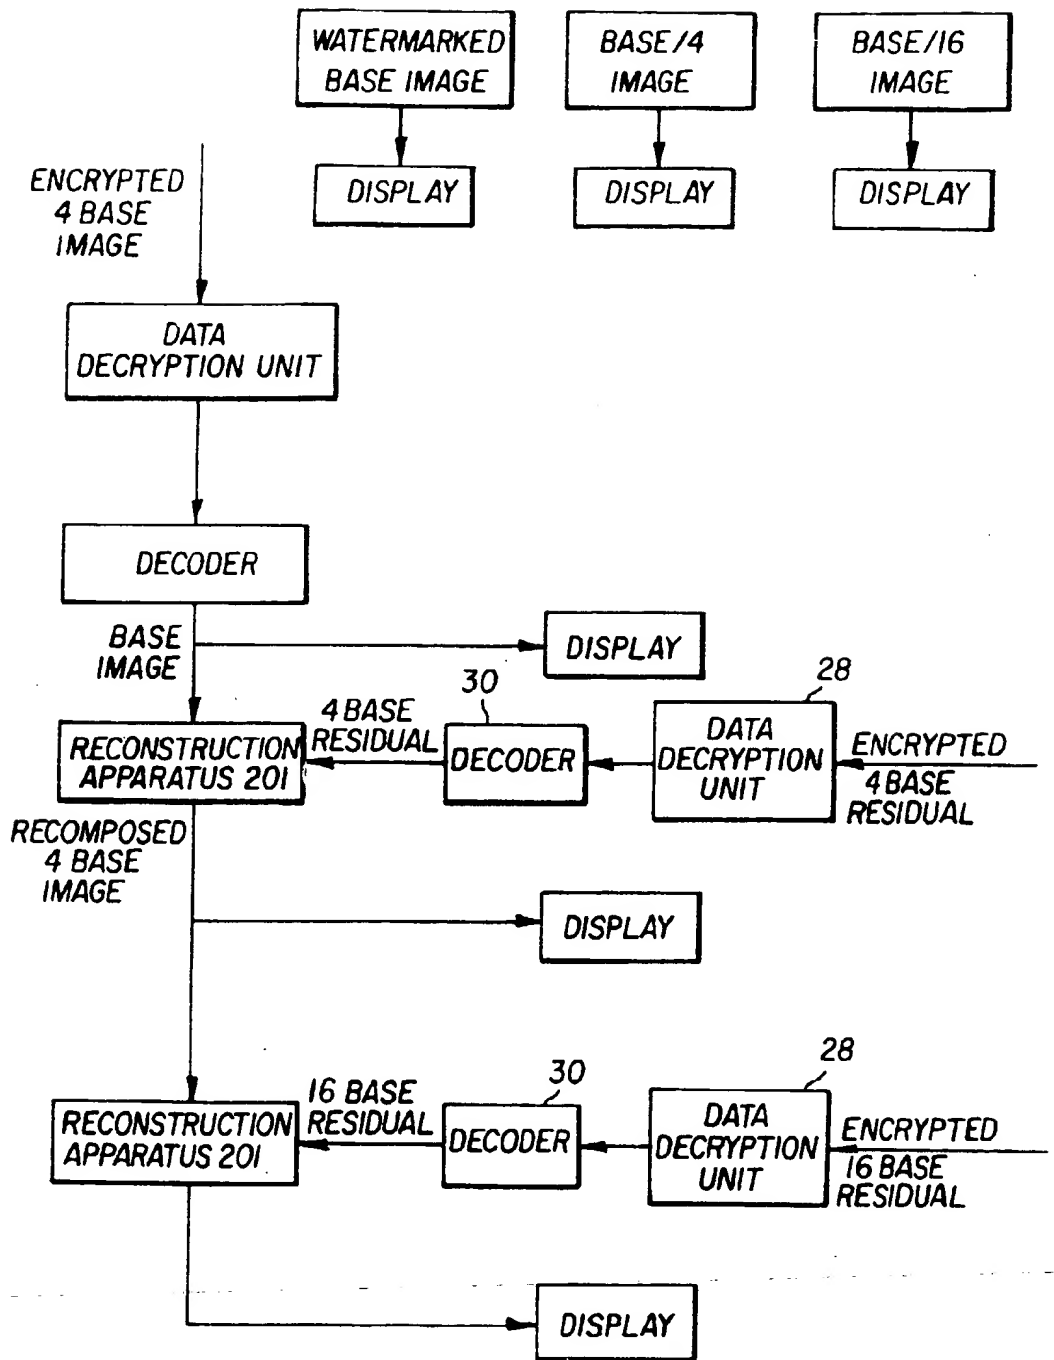 WATERMARKED
BASE IMAGE
BASE/4
IMAGE
BASE/16
IMAGE
DISPLAY
DISPLAY
DISPLAY
ENCRYPTED
4 BASE
IMAGE
DATA
DECRYPTION UNIT
DECODER
BASE
IMAGE
DISPLAY
RECONSTRUCTION
APPARATUS 201
4 BASE
RESIDUAL
30
DECODER
28
DATA
DECRYPTION
UNIT
ENCRYPTED
4 BASE
RESIDUAL
RECOMPOSED
4 BASE
IMAGE
DISPLAY
RECONSTRUCTION
APPARATUS 201
16 BASE
RESIDUAL
30
DECODER
28
DATA
DECRYPTION
UNIT
ENCRYPTED
16 BASE
RESIDUAL
DISPLAY